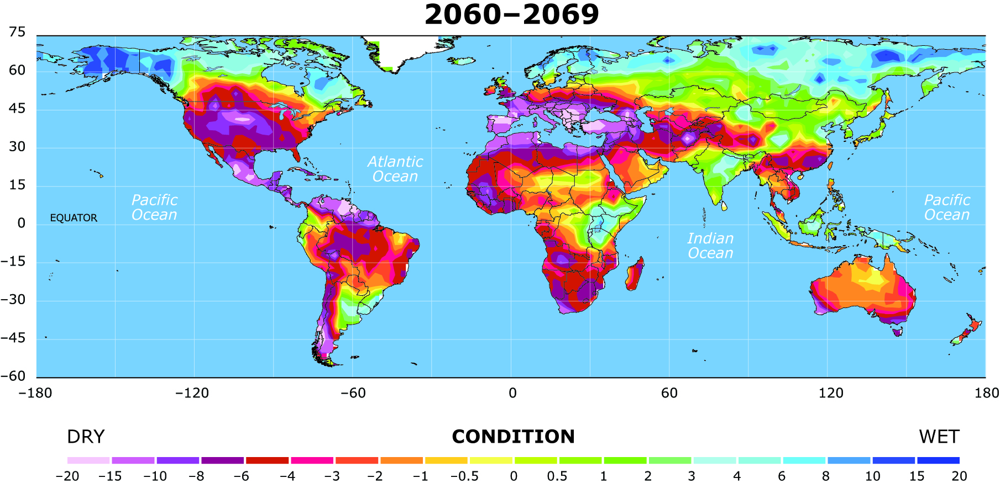 2060–2069
75
60
45
30
15
0
–15
–30
–45
–60
EQUATOR
Pacific
Ocean
Atlantic
Ocean
Indian
Ocean
Pacific
Ocean
–180 –120 –60 0 60 120 180
DRY CONDITION WET
–20 –15 –10 –8 –6 –4 –3 –2 –1 –0.5 0 0.5 1 2 3 4 6 8 10 15 20